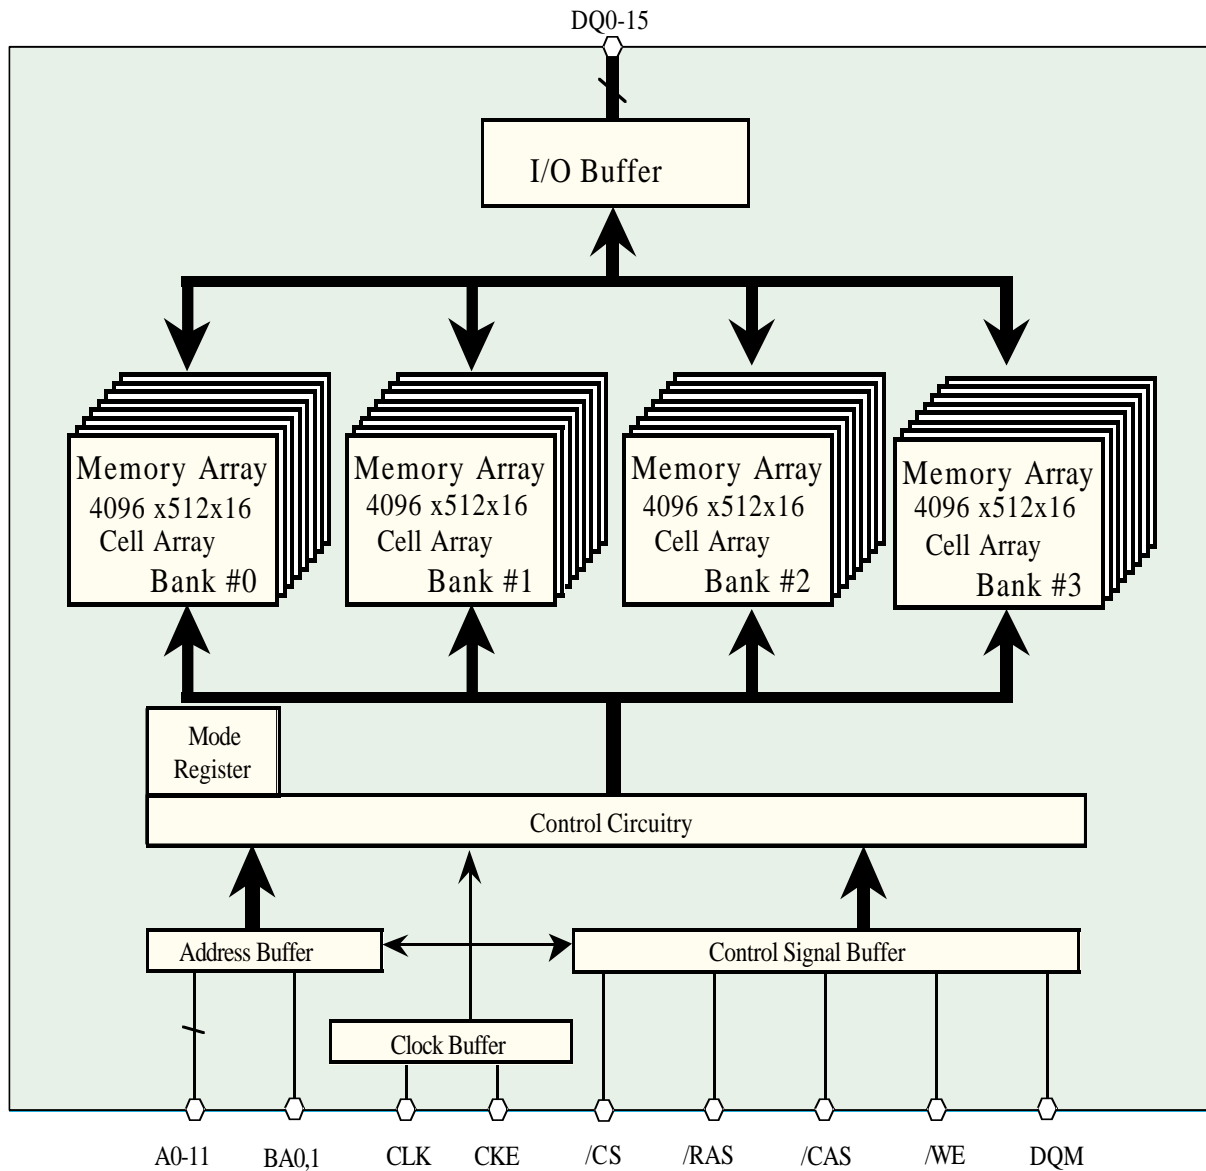 DQ0-15
I/O Buffer
Memory Array
4096 x512x16
Cell Array
Bank #0
Memory Array
4096 x512x16
Cell Array
Bank #1
Memory Array
4096 x512x16
Cell Array
Bank #2
Memory Array
4096 x512x16
Cell Array
Bank #3
Mode
Register
Control Circuitry
Address Buffer
Control Signal Buffer
Clock Buffer
A0-11
BA0,1
CLK
CKE
/CS
/RAS
/CAS
/WE
DQM